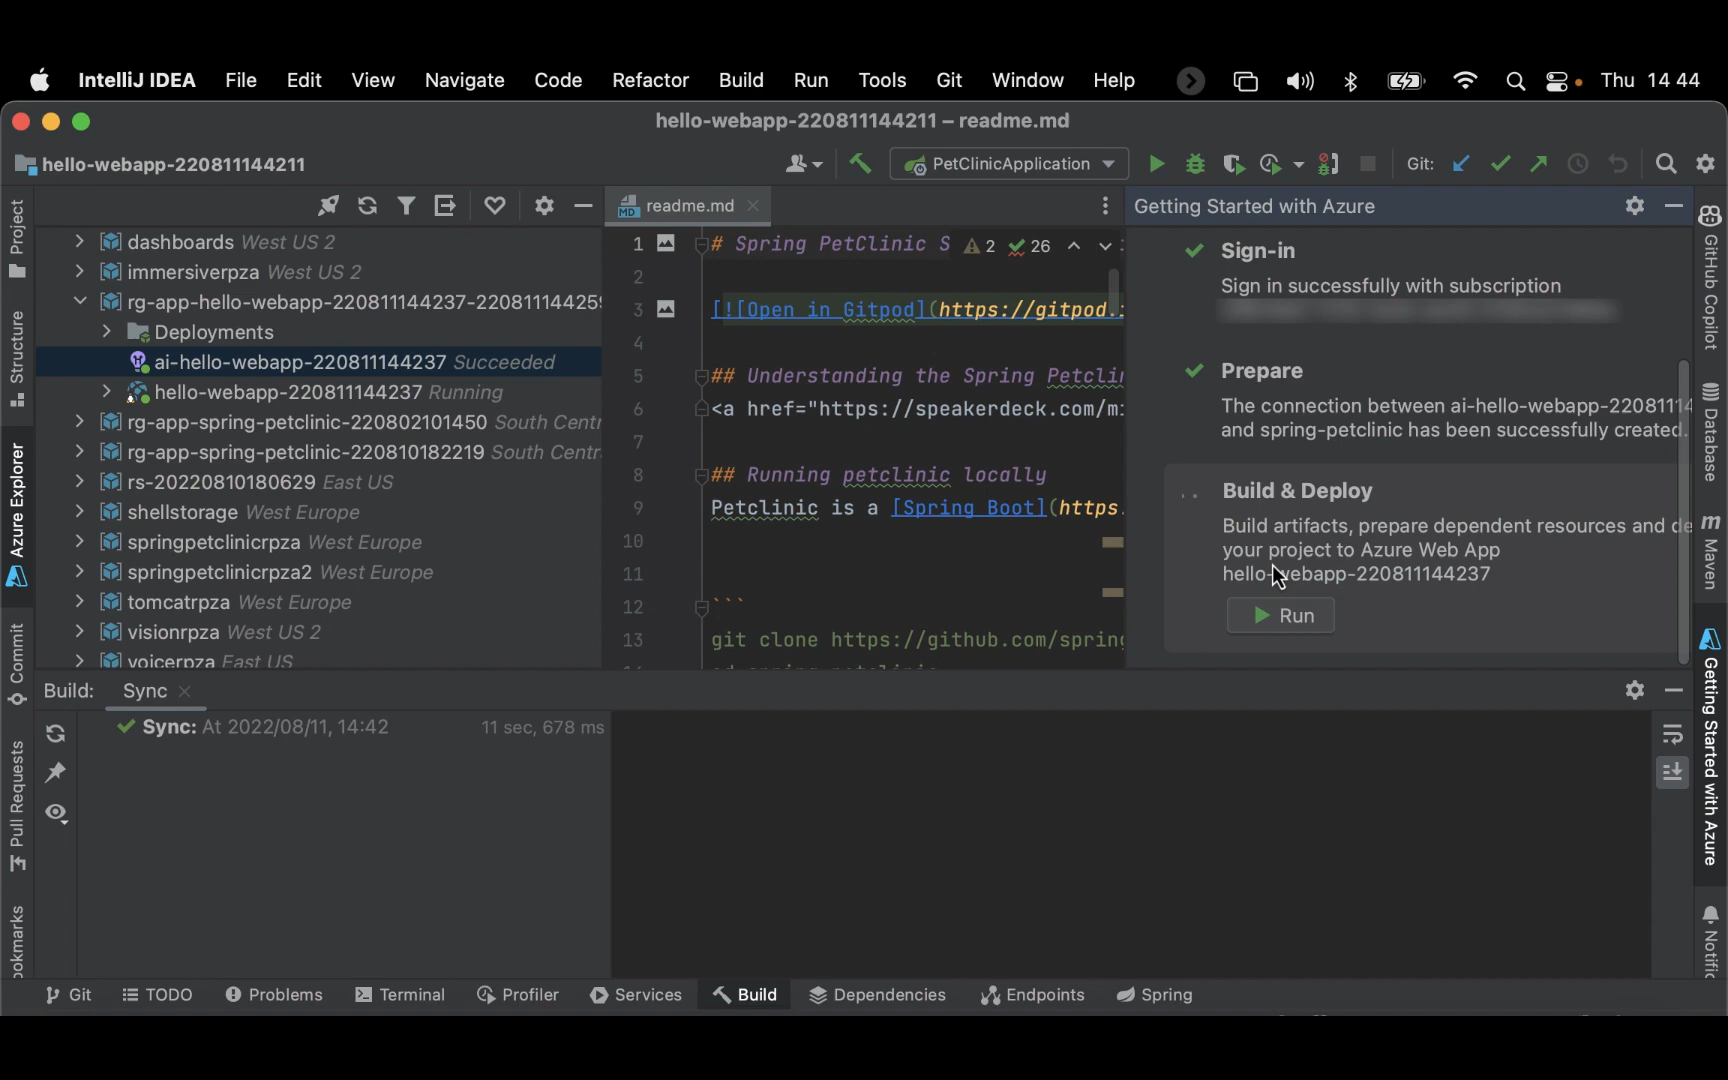 IntelliJ IDEA File Edit View Navigate Code Refactor Build Run Tools Git Window Help Thu 14 44
hello-webapp-220811144211 – readme.md
hello-webapp-220811144211 PetClinicApplication Git:
readme.md
Getting Started with Azure
Project
Structure
Azure Explorer
Commit
Pull Requests
ookmarks
dashboards West US 2
immersiverpza West US 2
rg-app-hello-webapp-220811144237-22081114425
Deployments
ai-hello-webapp-220811144237 Succeeded
hello-webapp-220811144237 Running
rg-app-spring-petclinic-220802101450 South Centr
rg-app-spring-petclinic-220810182219 South Centr
rs-20220810180629 East US
shellstorage West Europe
springpetclinicrpza West Europe
springpetclinicrpza2 West Europe
tomcatrpza West Europe
visionrpza West US 2
voicerpza East US
1 # Spring PetClinic S 2 26
2
3 [![Open in Gitpod](https://gitpod.
4
5 ## Understanding the Spring Petclin
6 <a href="https://speakerdeck.com/mi
7
8 ## Running petclinic locally
9 Petclinic is a [Spring Boot](https
10
11
12 ```
13 git clone https://github.com/spring
Sign-in
Sign in successfully with subscription
Prepare
The connection between ai-hello-webapp-22081114
and spring-petclinic has been successfully created.
Build & Deploy
Build artifacts, prepare dependent resources and de
your project to Azure Web App
hello-webapp-220811144237
Run
GitHub Copilot
Database
Maven
Getting Started with Azure
Notific
Build: Sync
Sync: At 2022/08/11, 14:42 11 sec, 678 ms
Git TODO Problems Terminal Profiler Services Build Dependencies Endpoints Spring